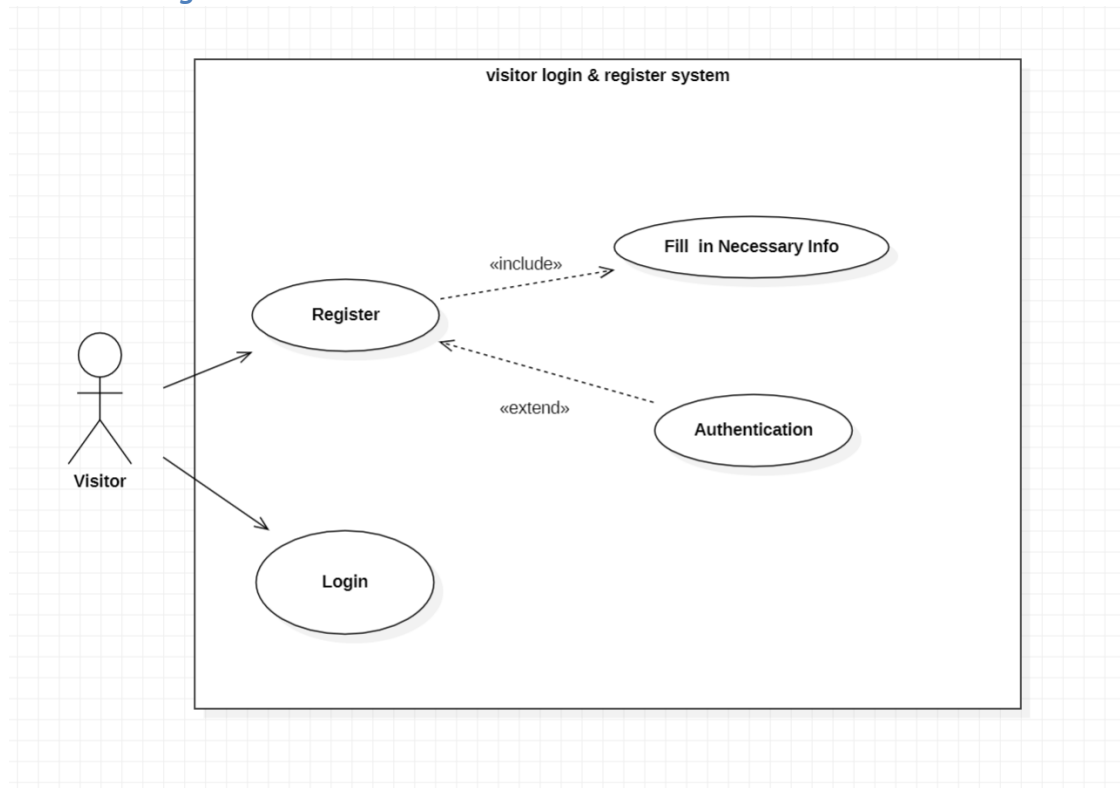 visitor login & register system
Fill in Necessary Info
«include»
Register
«extend»
Authentication
Visitor
Login